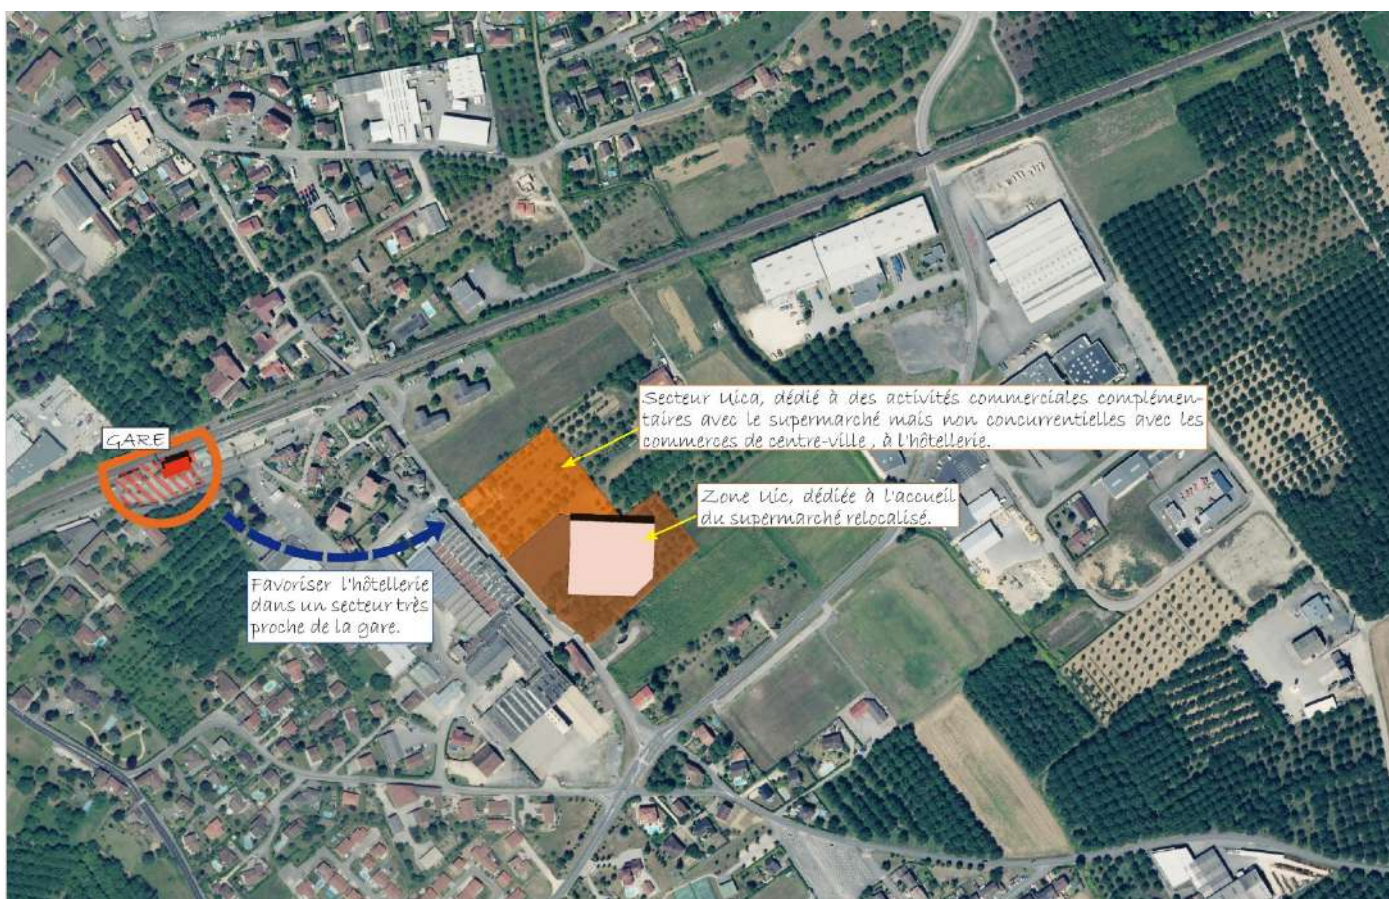 GARE
Secteur Uica, dédié à des activités commerciales complémen-
taires avec le supermarché mais non concurrentielles avec les
commerces de centre-ville , à l'hôtellerie.
Zone Uic, dédiée à l'accueil
du supermarché relocalisé.
Favoriser l'hôtellerie
dans un secteur très
proche de la gare.